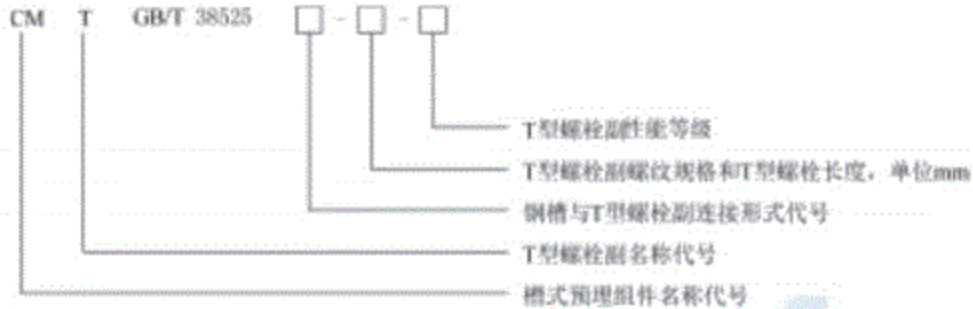 CM T GB/T 38525 □-□-□
T型螺栓副性能等级
T型螺栓副螺纹规格和T型螺栓长度,单位mm
钢槽与T型螺栓副连接形式代号
T型螺栓副名称代号
槽式预埋组件名称代号